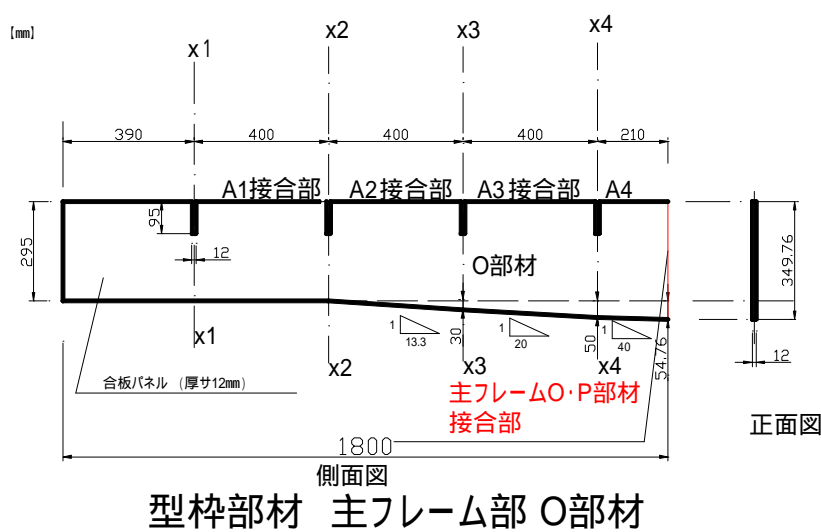 [mm]
x1
x2
x3
x4
390
400
400
400
210
A1接合部
A2接合部
A3接合部
A4
95
295
12
O部材
349.76
12
x1
x2
x3
x4
1
13.3
30
1
20
50
1
40
54.76
合板パネル (厚サ12mm)
主フレームO・P部材
接合部
1800
側面図
正面図
型枠部材 主フレーム部 O部材